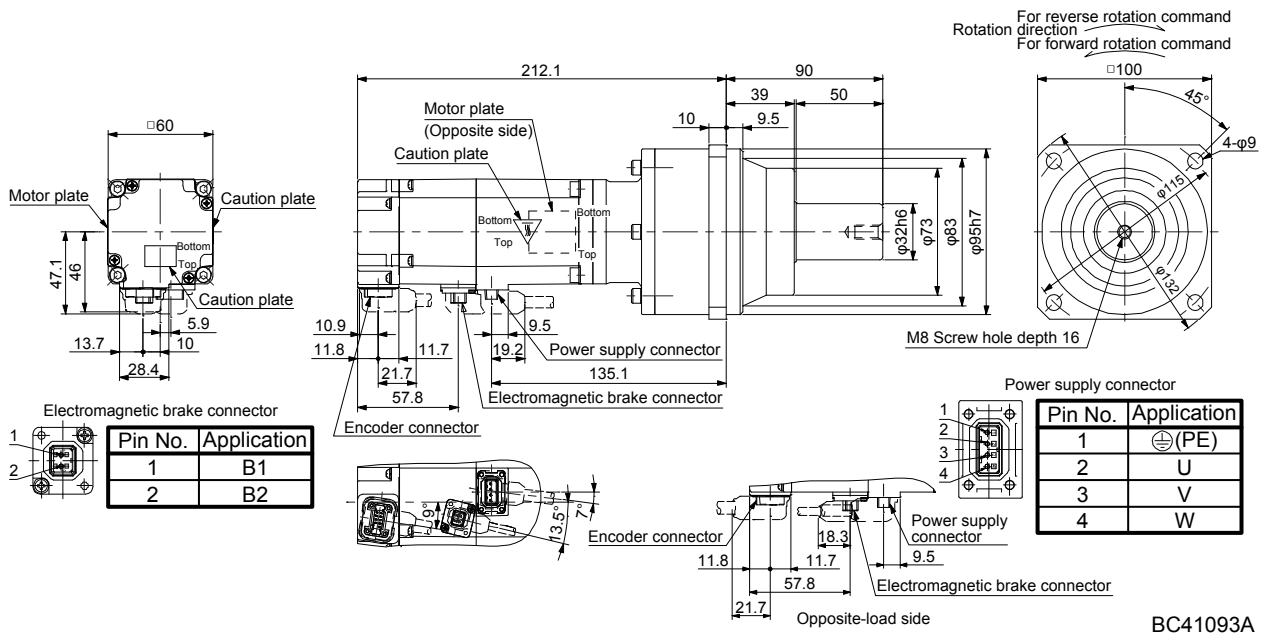 For reverse rotation command
Rotation direction
For forward rotation command
212.1
90
□100
39
50
45°
Motor plate
(Opposite side)
10
9.5
□60
Caution plate
4-φ9
Motor plate
Caution plate
φ115
Bottom
Bottom
Top
Top
Bottom
Top
φ32h6
φ73
φ83
φ95h7
47.1
46
Caution plate
φ132
5.9
13.7
10
28.4
10.9
9.5
11.8
11.7
19.2
Power supply connector
M8 Screw hole depth 16
21.7
135.1
57.8
Electromagnetic brake connector
Encoder connector
Electromagnetic brake connector
1
2
Pin No. Application
1 B1
2 B2
Power supply connector
1
2
3
4
Pin No. Application
1 (PE)
2 U
3 V
4 W
9°
13.5°
7°
Encoder connector
Power supply
connector
18.3
11.8
11.7
9.5
57.8
Electromagnetic brake connector
21.7
Opposite-load side
BC41093A